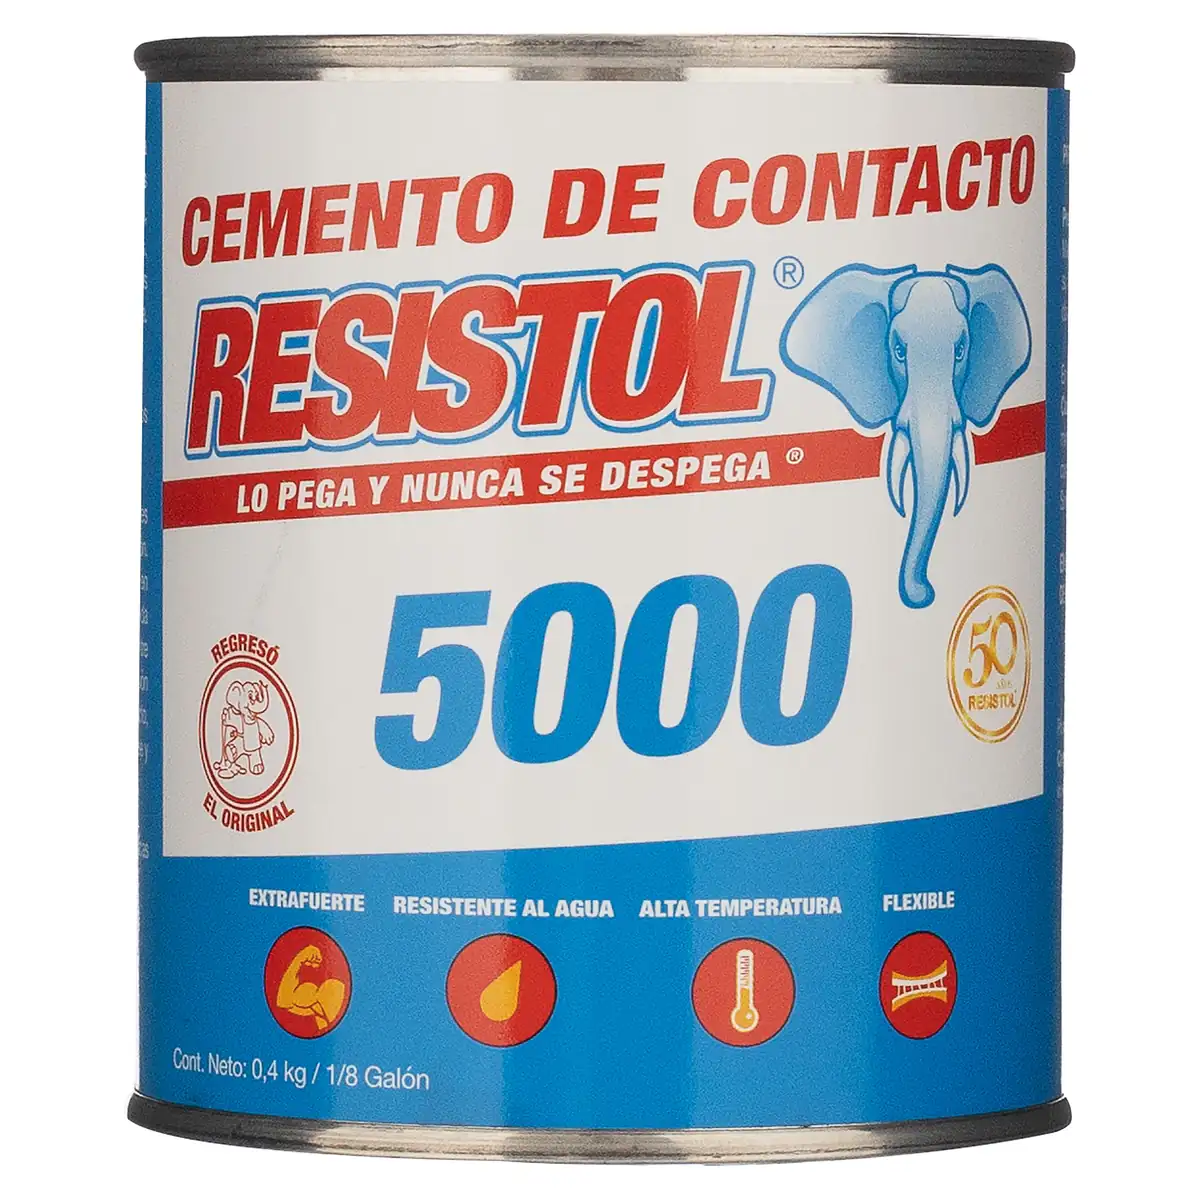 CEMENTO DE CONTACTO
RESISTOL®
LO PEGA Y NUNCA SE DESPEGA ®
5000
REGRESÓ
EL ORIGINAL
50
AÑOS
RESISTOL
EXTRAFUERTE
RESISTENTE AL AGUA
ALTA TEMPERATURA
FLEXIBLE
Cont. Neto: 0,4 kg / 1/8 Galón